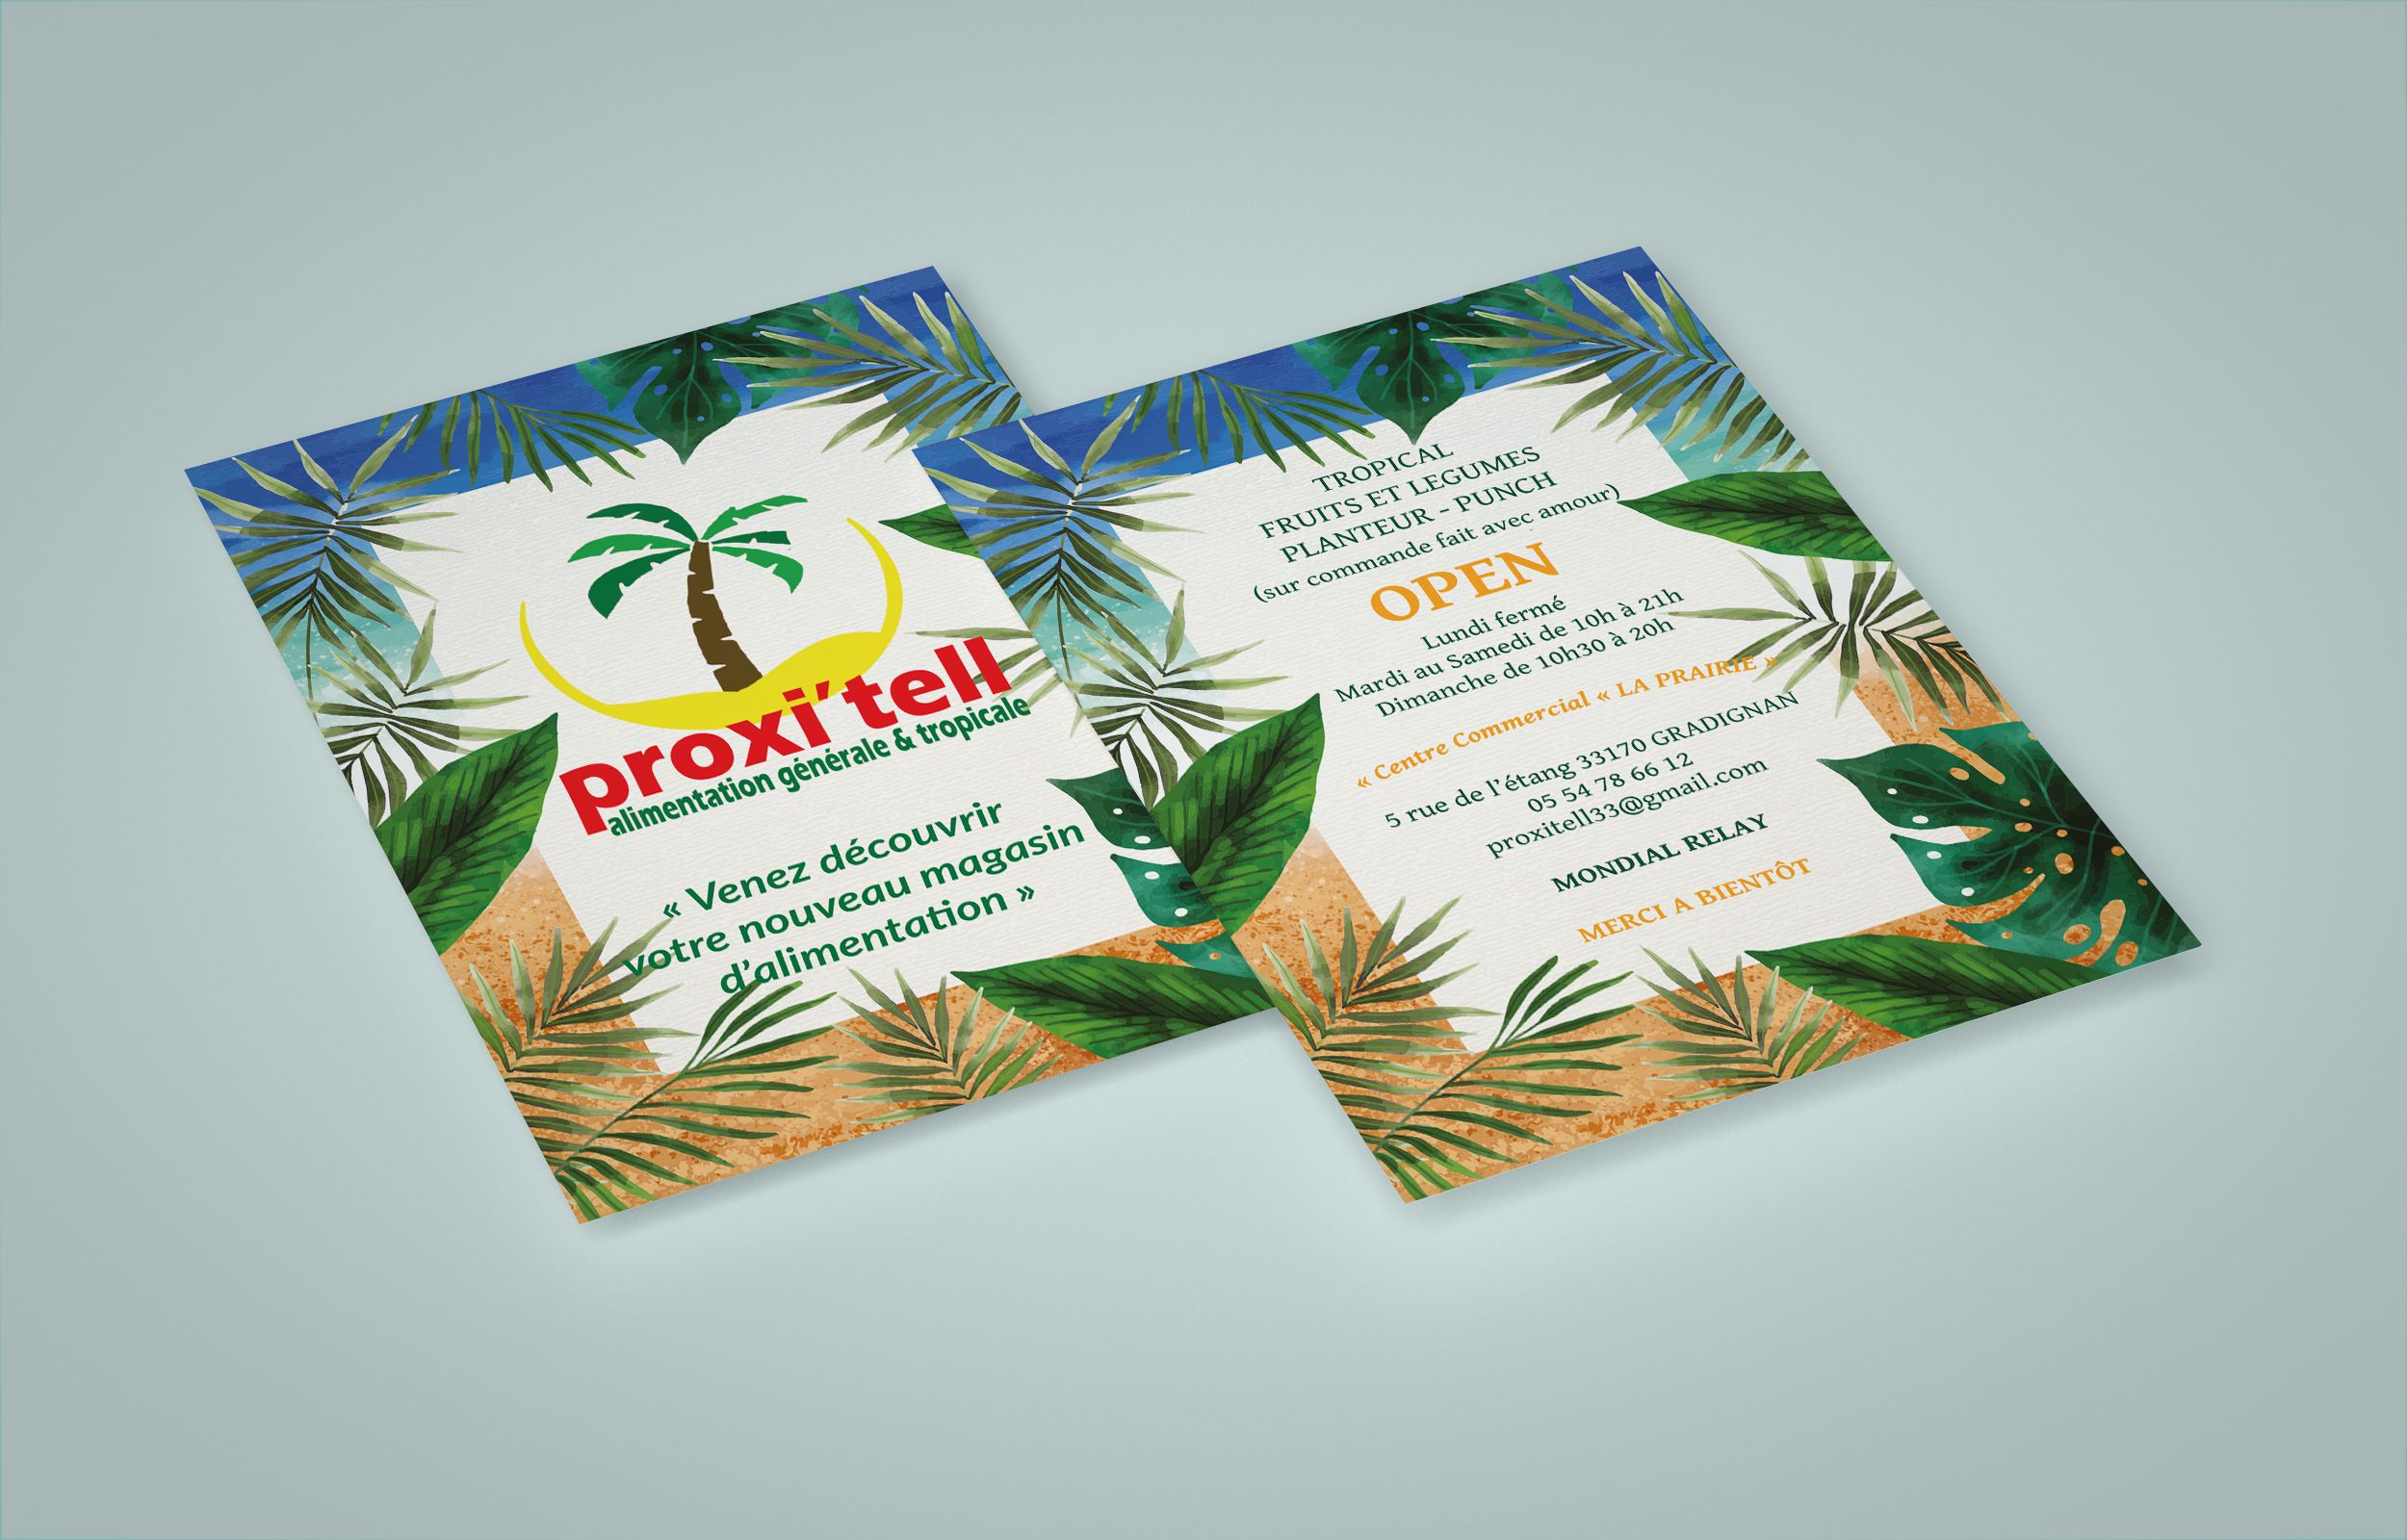 proxi'tell
alimentation générale & tropicale
« Venez découvrir
votre nouveau magasin
d'alimentation »
TROPICAL
FRUITS ET LEGUMES
PLANTEUR - PUNCH
(sur commande fait avec amour)
OPEN
Lundi fermé
Mardi au Samedi de 10h à 21h
Dimanche de 10h30 à 20h
« Centre Commercial « LA PRAIRIE »
5 rue de l'étang 33170 GRADIGNAN
05 54 78 66 12
proxitell33@gmail.com
MONDIAL RELAY
MERCI A BIENTÔT